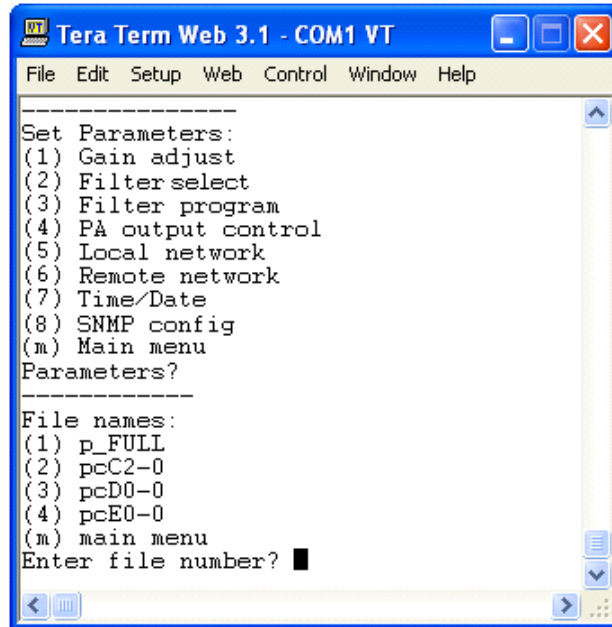 Tera Term Web 3.1 - COM1 VT
File Edit Setup Web Control Window Help
----------------
Set Parameters:
(1) Gain adjust
(2) Filter select
(3) Filter program
(4) PA output control
(5) Local network
(6) Remote network
(7) Time/Date
(8) SNMP config
(m) Main menu
Parameters?
-------------
File names:
(1) p_FULL
(2) pcC2-0
(3) pcD0-0
(4) pcE0-0
(m) main menu
Enter file number?